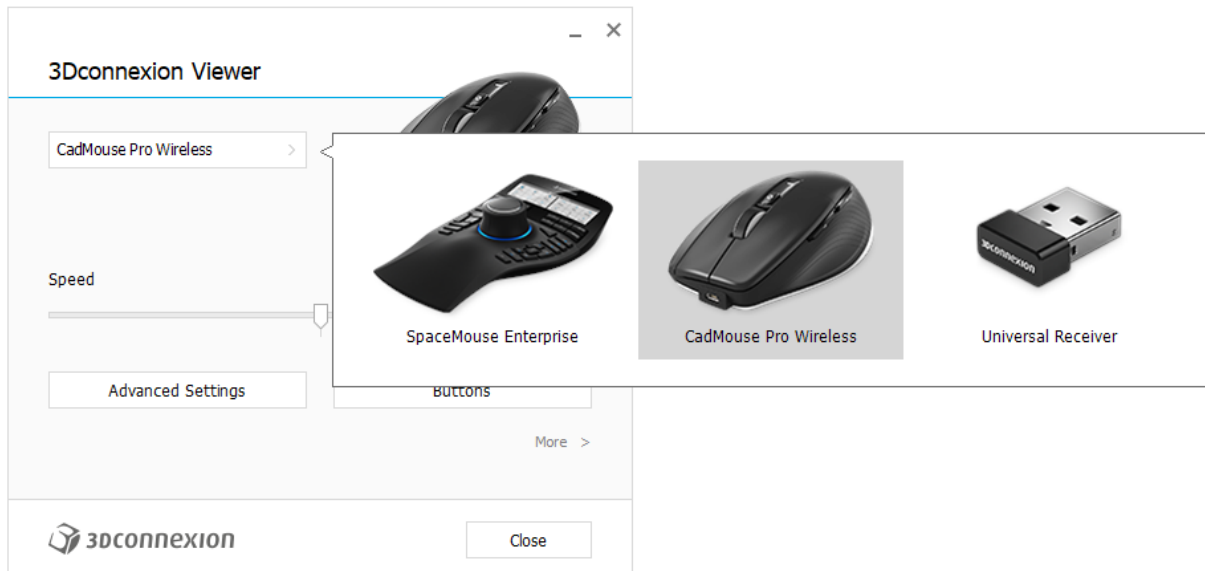 3Dconnexion Viewer
CadMouse Pro Wireless
Speed
SpaceMouse Enterprise
CadMouse Pro Wireless
3Dconnexion
Universal Receiver
Advanced Settings
Buttons
More >
3Dconnexion
Close